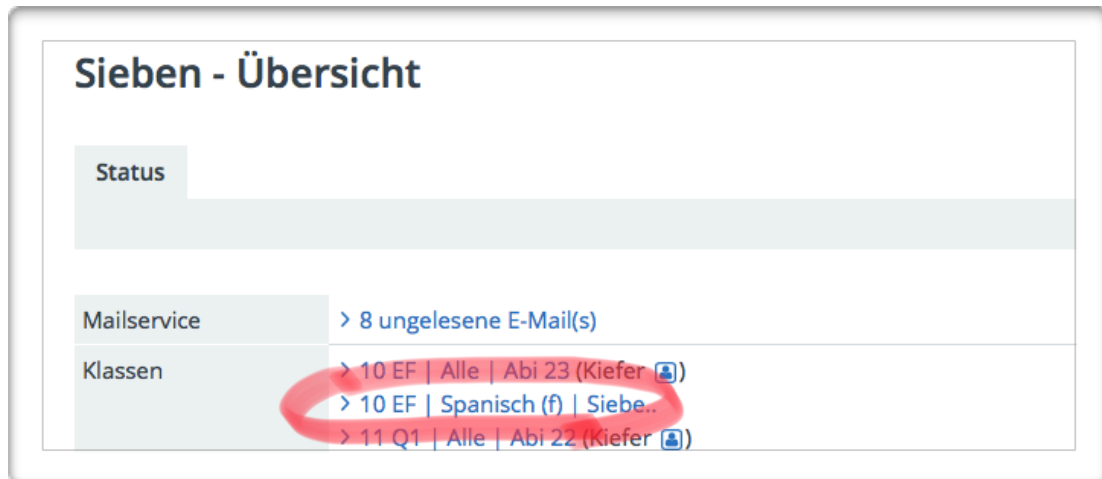 Sieben - Übersicht
Status
Mailservice > 8 ungelesene E-Mail(s)
Klassen > 10 EF | Alle | Abi 23 (Kiefer )
> 10 EF | Spanisch (f) | Siebe..
> 11 Q1 | Alle | Abi 22 (Kiefer )